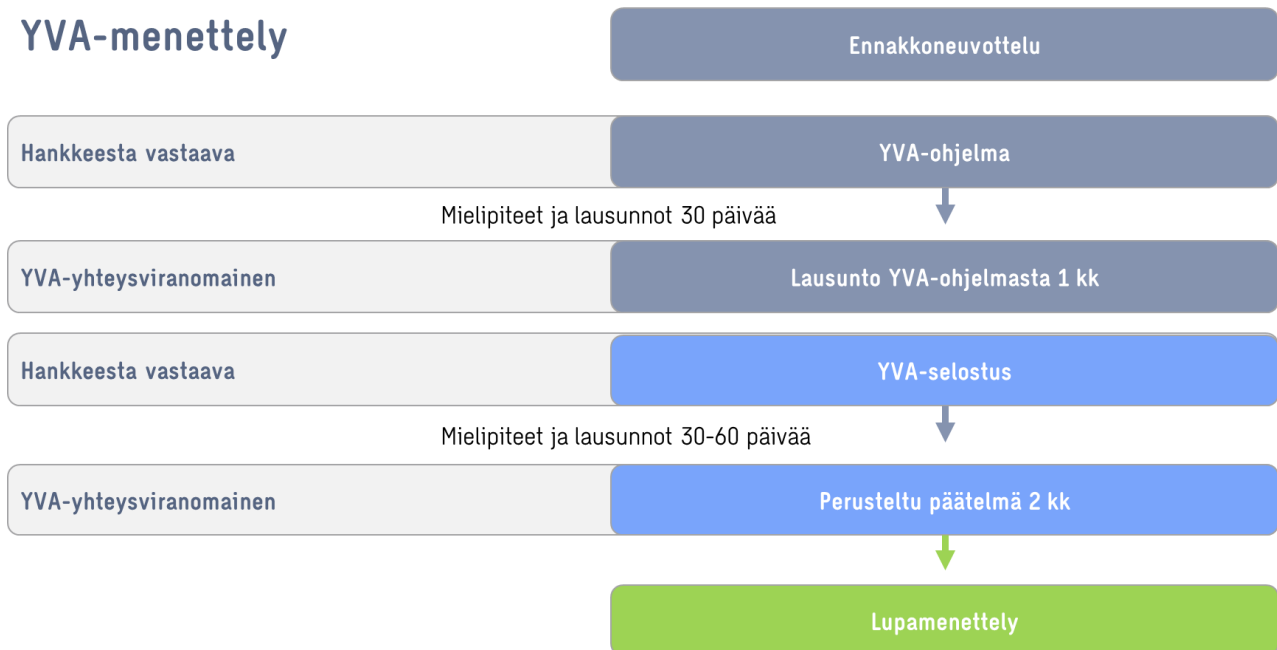 YVA-menettely
Ennakkoneuvottelu
Hankkeesta vastaava
YVA-ohjelma
Mielipiteet ja lausunnot 30 päivää
YVA-yhteysviranomainen
Lausunto YVA-ohjelmasta 1 kk
Hankkeesta vastaava
YVA-selostus
Mielipiteet ja lausunnot 30-60 päivää
YVA-yhteysviranomainen
Perusteltu päätelmä 2 kk
Lupamenettely